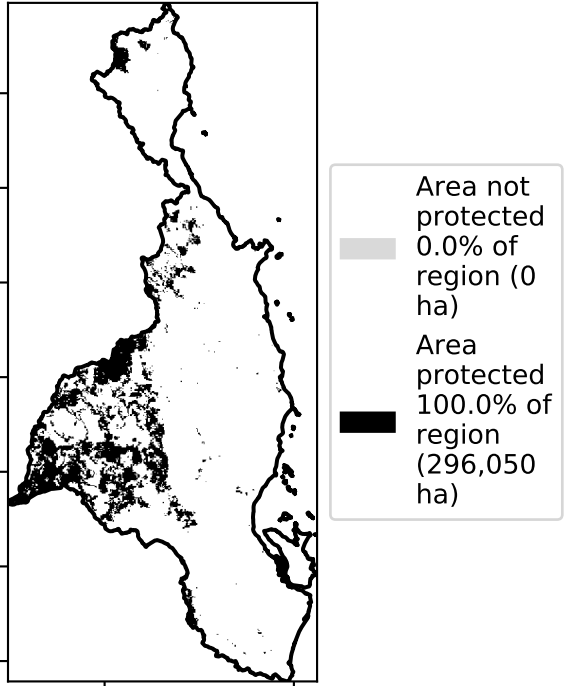 Area not
protected
0.0% of
region (0
ha)
Area
protected
100.0% of
region
(296,050
ha)